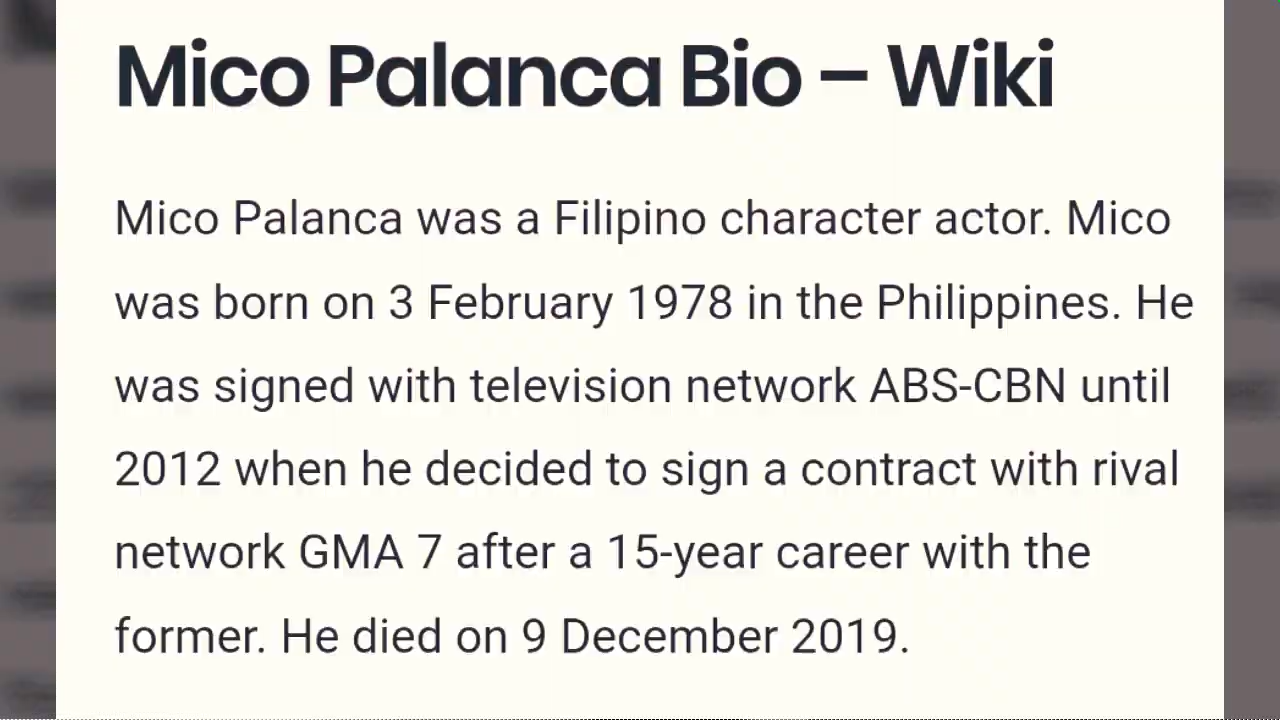 Mico Palanca Bio – Wiki
Mico Palanca was a Filipino character actor. Mico
was born on 3 February 1978 in the Philippines. He
was signed with television network ABS-CBN until
2012 when he decided to sign a contract with rival
network GMA 7 after a 15-year career with the
former. He died on 9 December 2019.